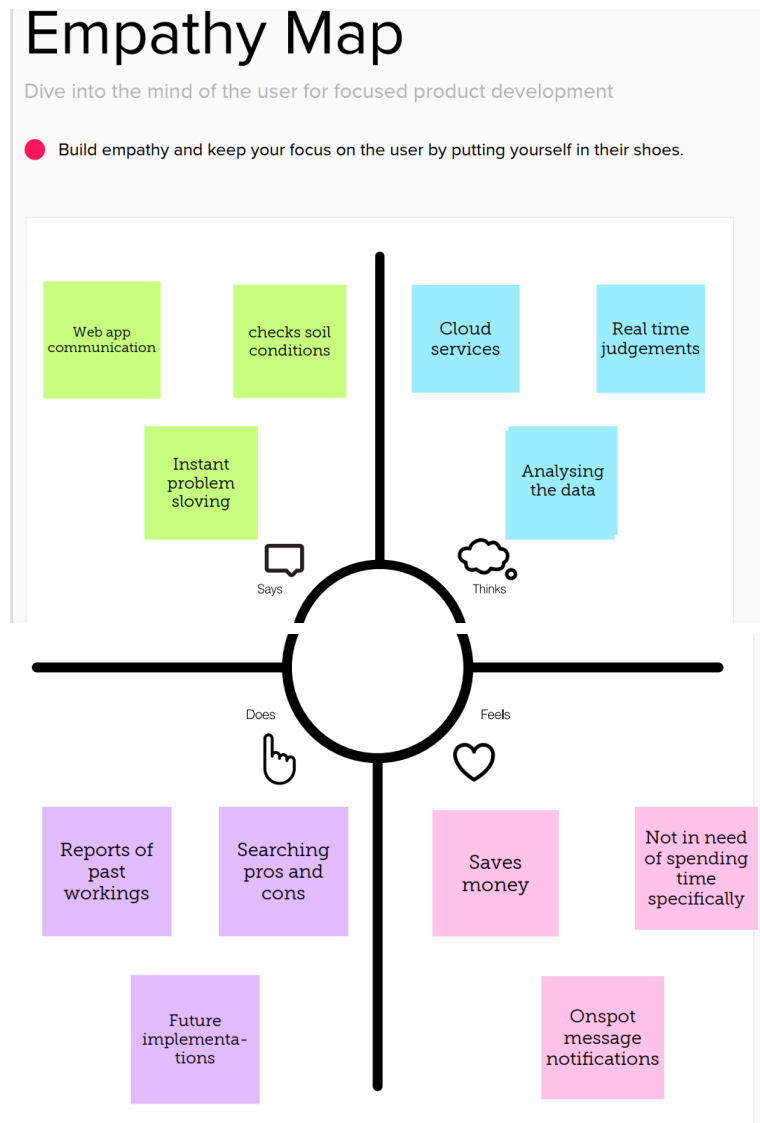 Empathy Map
Dive into the mind of the user for focused product development
Build empathy and keep your focus on the user by putting yourself in their shoes.
Web app
communication
checks soil
conditions
Instant
problem
sloving
Says
Cloud
services
Real time
judgements
Analysing
the data
Thinks
Does
Reports of
past
workings
Searching
pros and
cons
Future
implementa-
tions
Feels
Saves
money
Not in need
of spending
time
specifically
Onspot
message
notifications